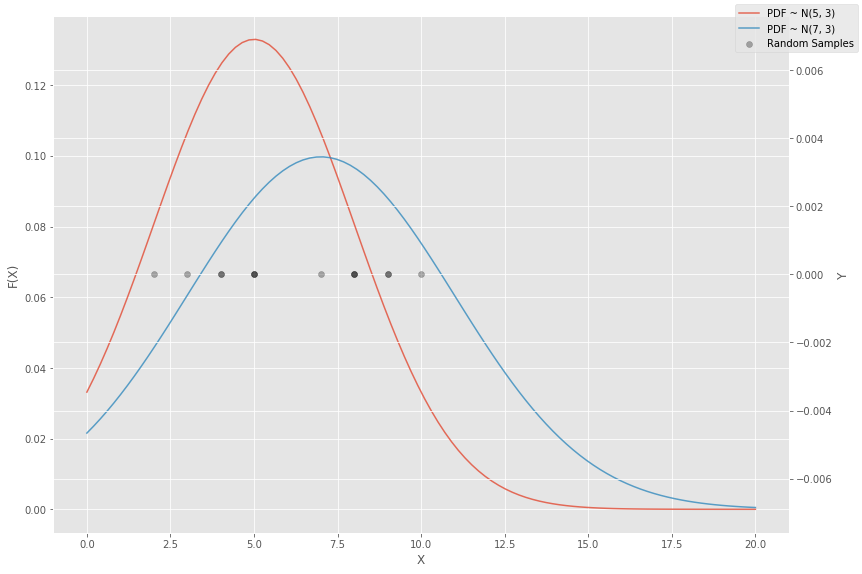 PDF ~ N(5, 3)
PDF ~ N(7, 3)
Random Samples
0.12
0.10
0.08
0.06
0.04
0.02
0.00
F(X)
0.006
0.004
0.002
0.000
−0.002
−0.004
−0.006
Y
0.0 2.5 5.0 7.5 10.0 12.5 15.0 17.5 20.0
X